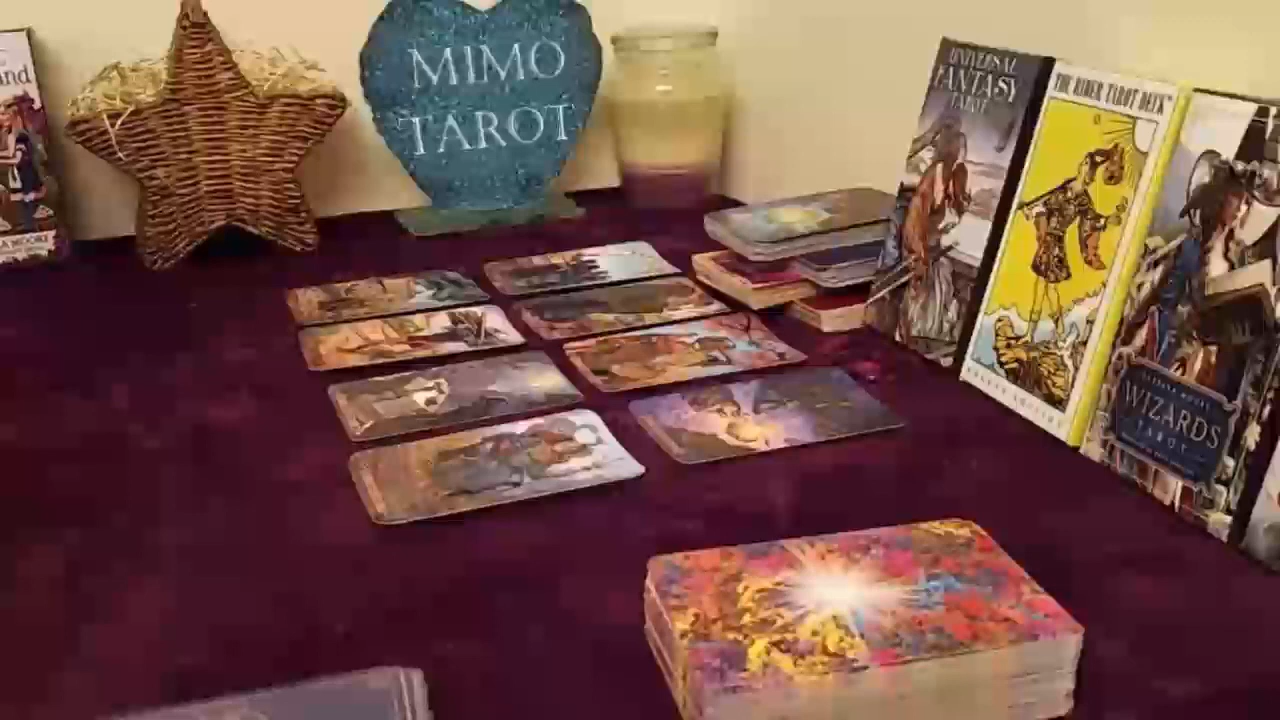 MIMO
TAROT
UNIVERSAL
FANTASY
TAROT
THE RIDER TAROT DECK
WIZARDS
TAROT